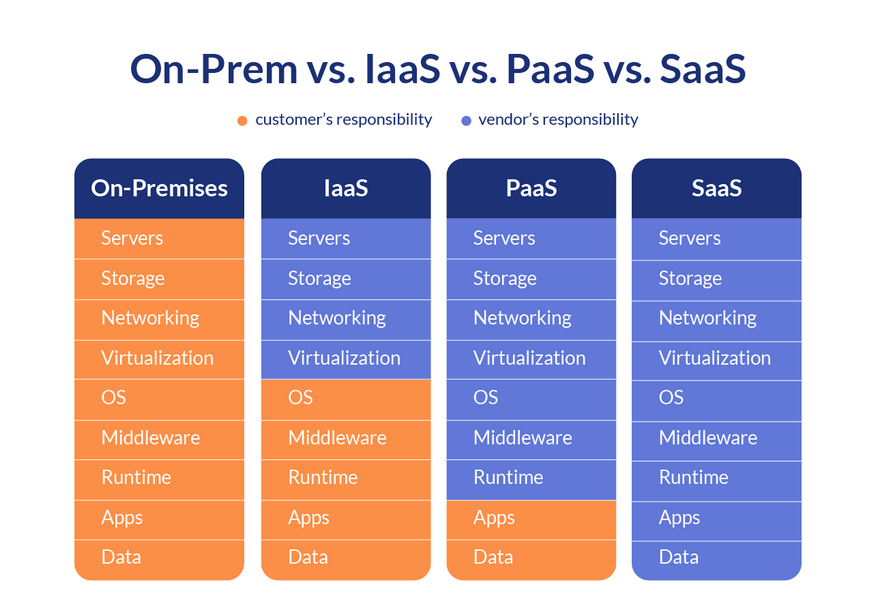 On-Prem vs. IaaS vs. PaaS vs. SaaS
customer’s responsibility vendor’s responsibility
On-Premises IaaS PaaS SaaS
Servers Servers Servers Servers
Storage Storage Storage Storage
Networking Networking Networking Networking
Virtualization Virtualization Virtualization Virtualization
OS OS OS OS
Middleware Middleware Middleware Middleware
Runtime Runtime Runtime Runtime
Apps Apps Apps Apps
Data Data Data Data